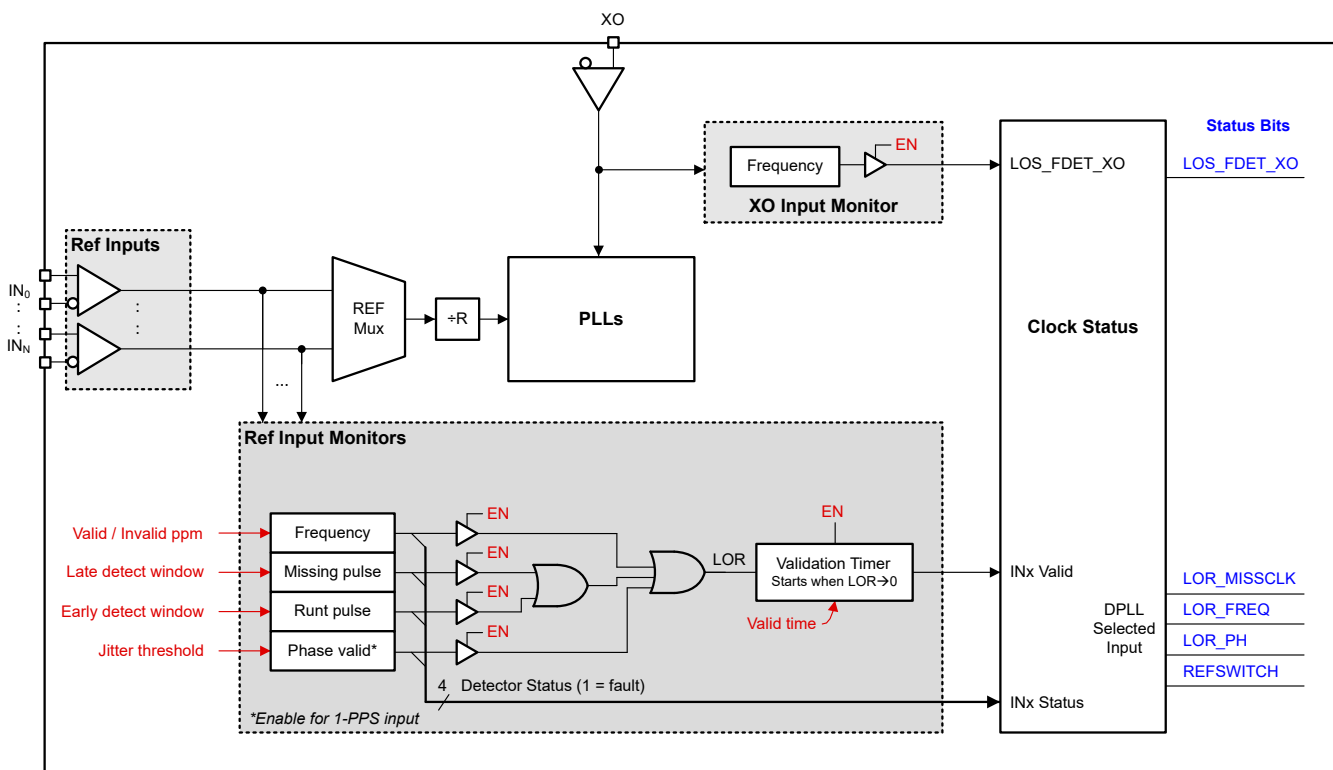 XO
EN
Status Bits
Frequency
LOS_FDET_XO
LOS_FDET_XO
XO Input Monitor
Ref Inputs
IN0
:
:
INN
:
:
:
:
REF
Mux
÷R
PLLs
Clock Status
...
Ref Input Monitors
Valid / Invalid ppm
Frequency
EN
EN
Late detect window
Missing pulse
EN
LOR
Validation Timer
Starts when LOR→0
INx Valid
LOR_MISSCLK
Early detect window
Runt pulse
EN
Valid time
DPLL
Selected
Input
LOR_FREQ
LOR_PH
REFSWITCH
Jitter threshold
Phase valid*
EN
4 Detector Status (1 = fault)
INx Status
*Enable for 1-PPS input